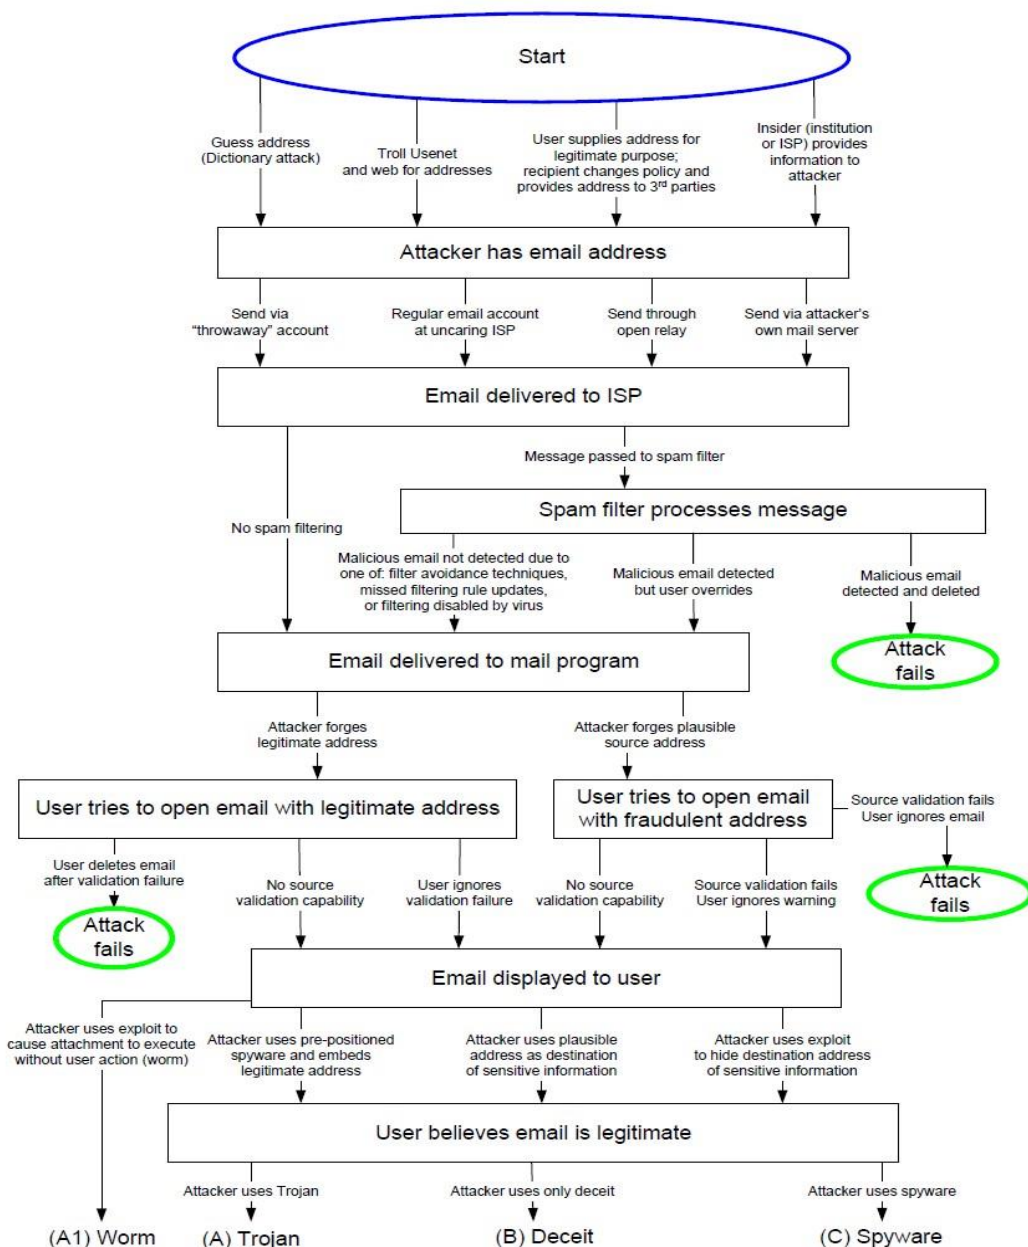 Start
Guess address
(Dictionary attack)
Troll Usenet
and web for addresses
User supplies address for
legitimate purpose;
recipient changes policy and
provides address to 3rd parties
Insider (institution
or ISP) provides
information to
attacker
Attacker has email address
Send via
“throwaway” account
Regular email account
at uncaring ISP
Send through
open relay
Send via attacker’s
own mail server
Email delivered to ISP
Message passed to spam filter
Spam filter processes message
No spam filtering
Malicious email not detected due to
one of: filter avoidance techniques,
missed filtering rule updates,
or filtering disabled by virus
Malicious email detected
but user overrides
Malicious email
detected and deleted
Attack
fails
Email delivered to mail program
Attacker forges
legitimate address
Attacker forges plausible
source address
User tries to open email with legitimate address
User tries to open email
with fraudulent address
Source validation fails
User ignores email
Attack
fails
User deletes email
after validation failure
Attack
fails
No source
validation capability
User ignores
validation failure
No source
validation capability
Source validation fails
User ignores warning
Email displayed to user
Attacker uses exploit to
cause attachment to execute
without user action (worm)
Attacker uses pre-positioned
spyware and embeds
legitimate address
Attacker uses plausible
address as destination
of sensitive information
Attacker uses exploit
to hide destination address
of sensitive information
User believes email is legitimate
Attacker uses Trojan
Attacker uses only deceit
Attacker uses spyware
(A1) Worm
(A) Trojan
(B) Deceit
(C) Spyware